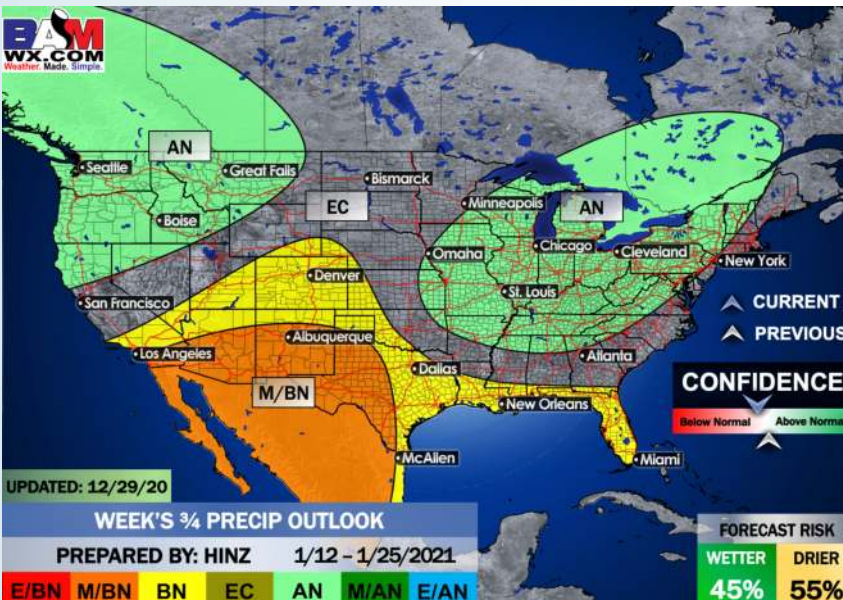 BAM
WX.COM
Weather. Made. Simple.
AN
Seattle
Great Falls
Bismarck
EC
Boise
Minneapolis
AN
Omaha
Chicago
Cleveland
New York
Denver
San Francisco
St. Louis
CURRENT
PREVIOUS
Albuquerque
Los Angeles
Atlanta
Dallas
M/BN
CONFIDENCE
New Orleans
Below Normal
Above Norma
McAllen
Miami
UPDATED: 12/29/20
WEEK'S ¾ PRECIP OUTLOOK
PREPARED BY: HINZ 1/12 – 1/25/2021
E/BN M/BN BN EC AN M/AN E/AN
FORECAST RISK
WETTER DRIER
45% 55%